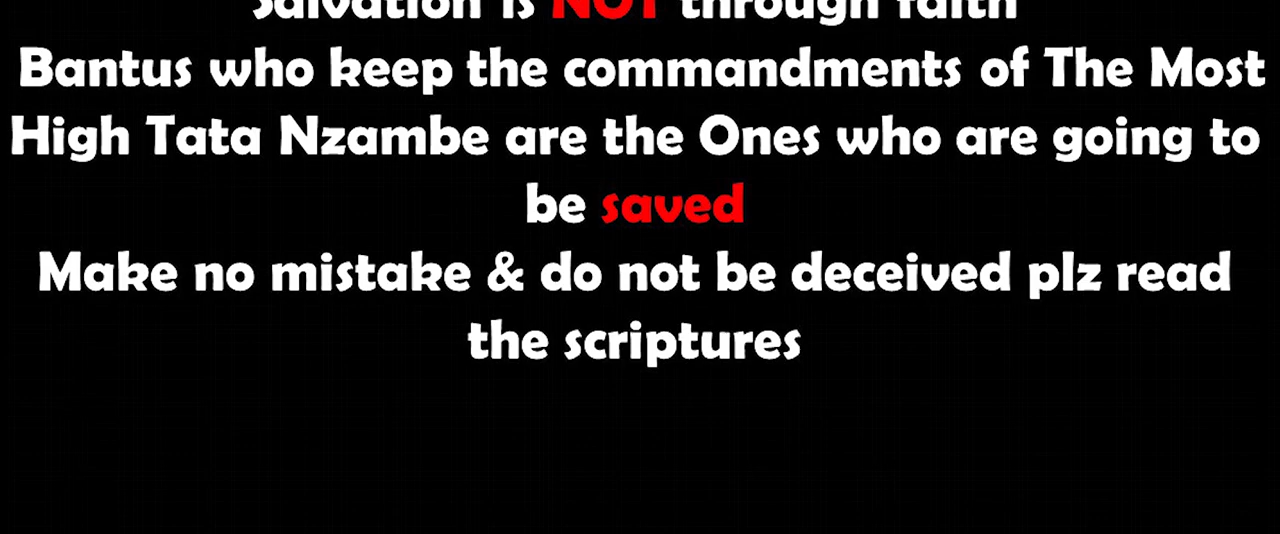 Salvation is NOT through faith
Bantus who keep the commandments of The Most
High Tata Nzambe are the Ones who are going to
be saved
Make no mistake & do not be deceived plz read
the scriptures